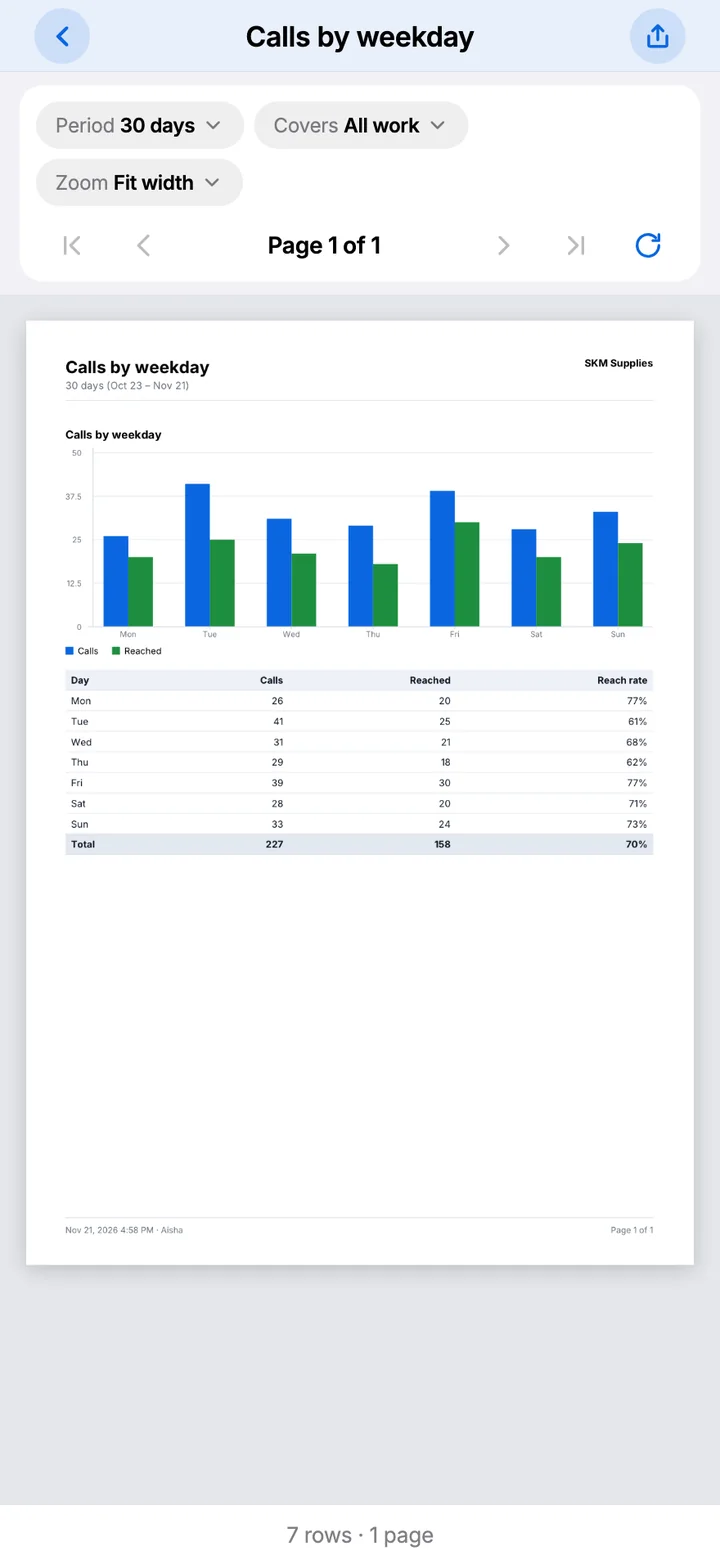 Calls by weekday
Period 30 days
Covers All work
Zoom Fit width
Page 1 of 1
Calls by weekday
SKM Supplies
30 days (Oct 23 – Nov 21)
Calls by weekday
50
37.5
25
12.5
0
Mon Tue Wed Thu Fri Sat Sun
Calls Reached
Day Calls Reached Reach rate
Mon 26 20 77%
Tue 41 25 61%
Wed 31 21 68%
Thu 29 18 62%
Fri 39 30 77%
Sat 28 20 71%
Sun 33 24 73%
Total 227 158 70%
Nov 21, 2026 4:58 PM · Aisha
Page 1 of 1
7 rows · 1 page